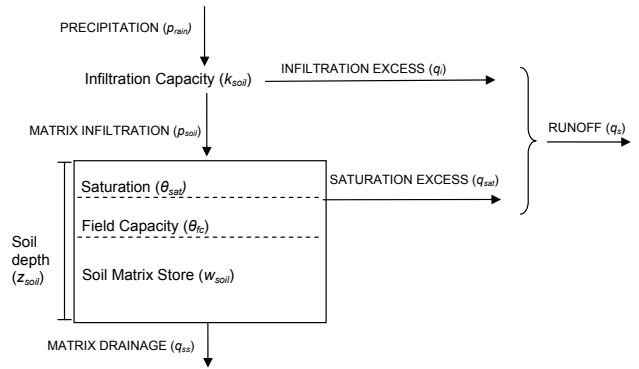 PRECIPITATION (p_rain)
Infiltration Capacity (k_soil)
INFILTRATION EXCESS (q_i)
RUNOFF (q_s)
MATRIX INFILTRATION (p_soil)
Saturation (θ_sat)
SATURATION EXCESS (q_sat)
Field Capacity (θ_fc)
Soil
depth
(z_soil)
Soil Matrix Store (w_soil)
MATRIX DRAINAGE (q_ss)